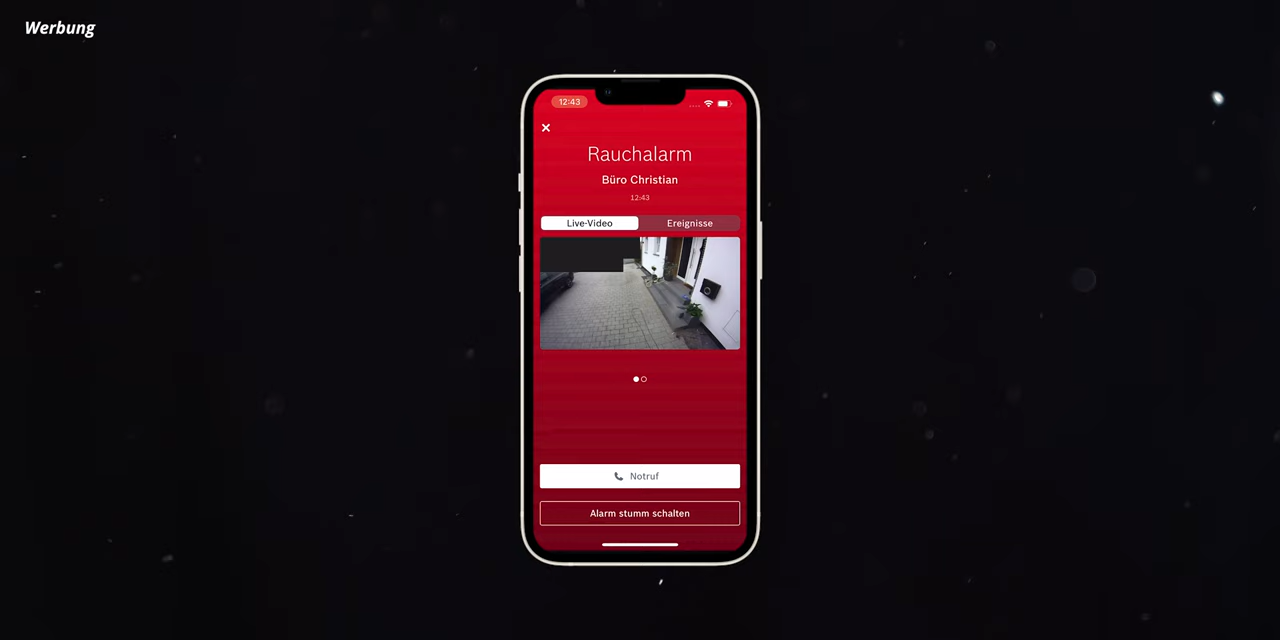 Werbung
12:43
Rauchalarm
Büro Christian
12:43
Live-Video Ereignisse
Notruf
Alarm stumm schalten